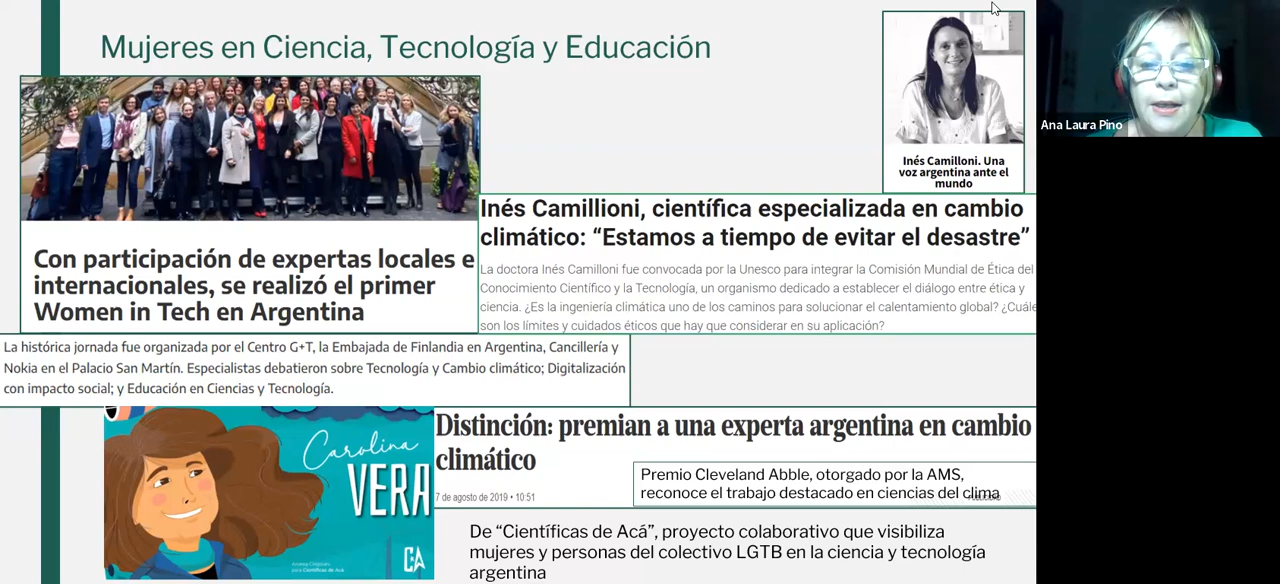 Mujeres en Ciencia, Tecnología y Educación
Inés Camilloni. Una
voz argentina ante el
mundo
Ana Laura Pino
Con participación de expertas locales e
internacionales, se realizó el primer
Women in Tech en Argentina
Inés Camillioni, científica especializada en cambio
climático: “Estamos a tiempo de evitar el desastre”
La doctora Inés Camilloni fue convocada por la Unesco para integrar la Comisión Mundial de Ética del
Conocimiento Científico y la Tecnología, un organismo dedicado a establecer el diálogo entre ética y
ciencia. ¿Es la ingeniería climática uno de los caminos para solucionar el calentamiento global? ¿Cuále
son los límites y cuidados éticos que hay que considerar en su aplicación?
La histórica jornada fue organizada por el Centro G+T, la Embajada de Finlandia en Argentina, Cancillería y
Nokia en el Palacio San Martín. Especialistas debatieron sobre Tecnología y Cambio climático; Digitalización
con impacto social; y Educación en Ciencias y Tecnología.
Carolina
VERA
CA
para Científicas de Acá
Distinción: premian a una experta argentina en cambio
climático
7 de agosto de 2019 • 10:51
Premio Cleveland Abble, otorgado por la AMS,
reconoce el trabajo destacado en ciencias del clima
De “Científicas de Acá”, proyecto colaborativo que visibiliza
mujeres y personas del colectivo LGTB en la ciencia y tecnología
argentina